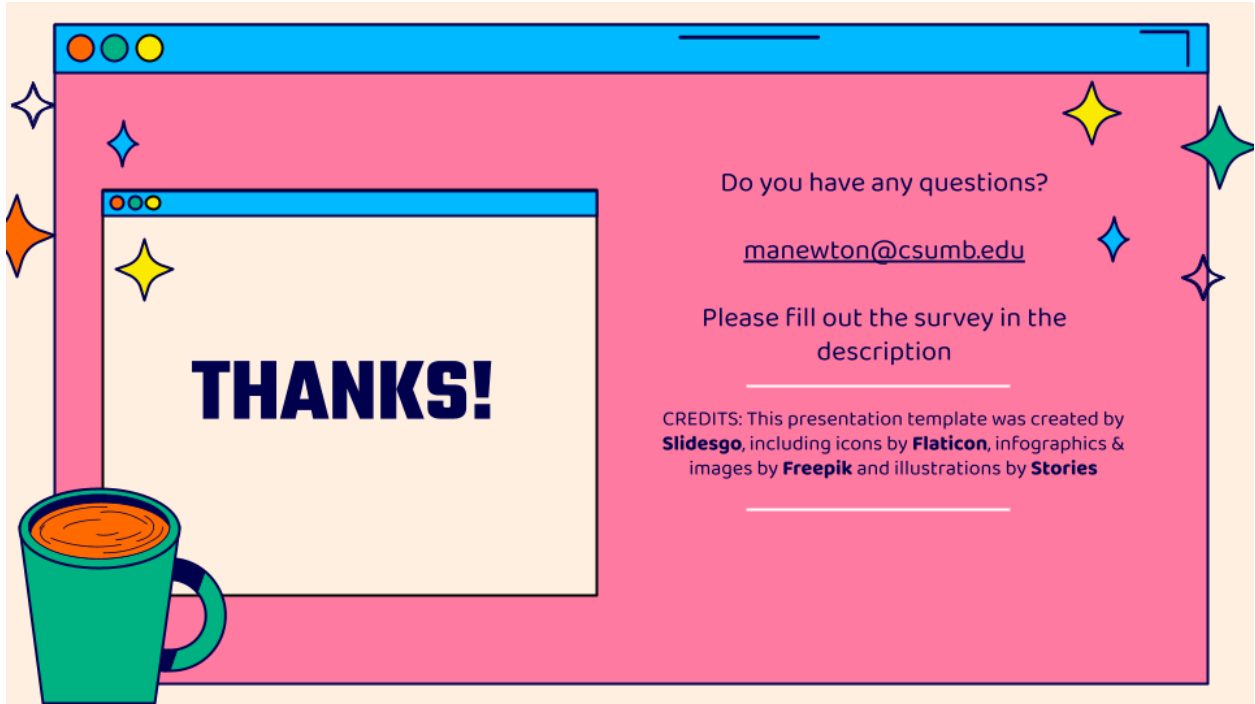 THANKS!
Do you have any questions?
manewton@csumb.edu
Please fill out the survey in the
description
CREDITS: This presentation template was created by
Slidesgo, including icons by Flaticon, infographics &
images by Freepik and illustrations by Stories